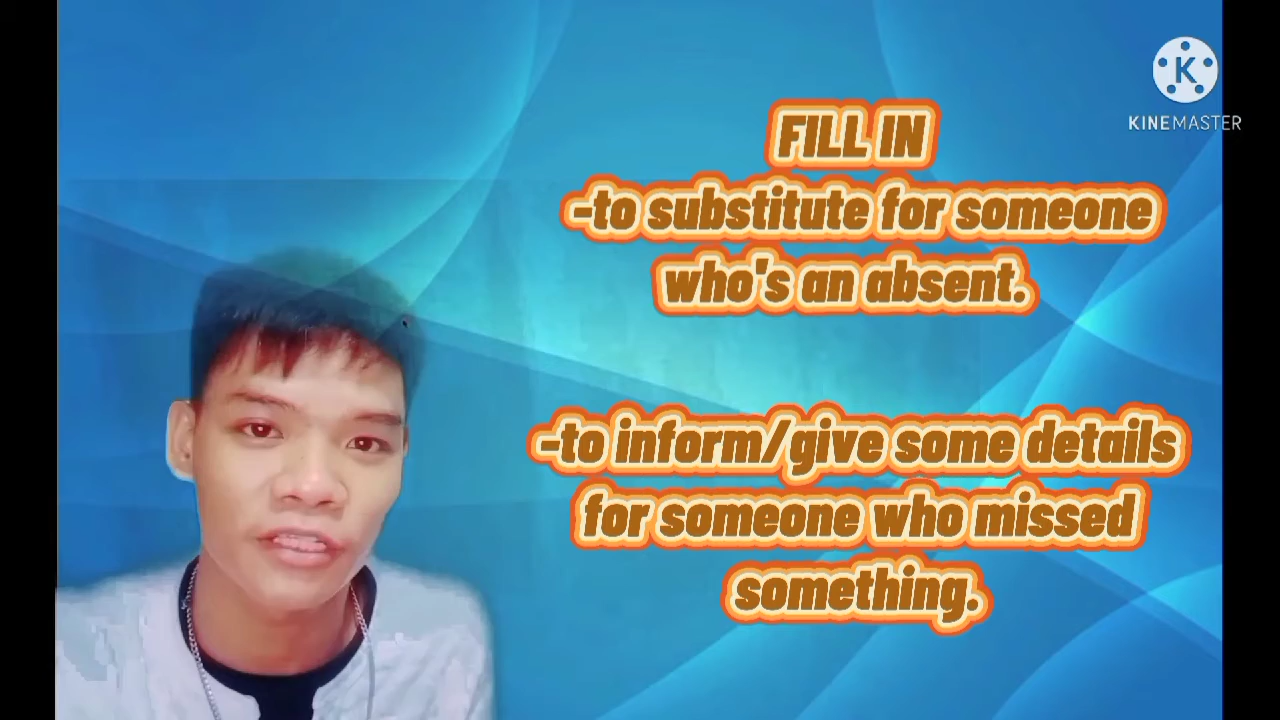 KINEMASTER
FILL IN
-to substitute for someone
who's an absent.
-to inform/give some details
for someone who missed
something.